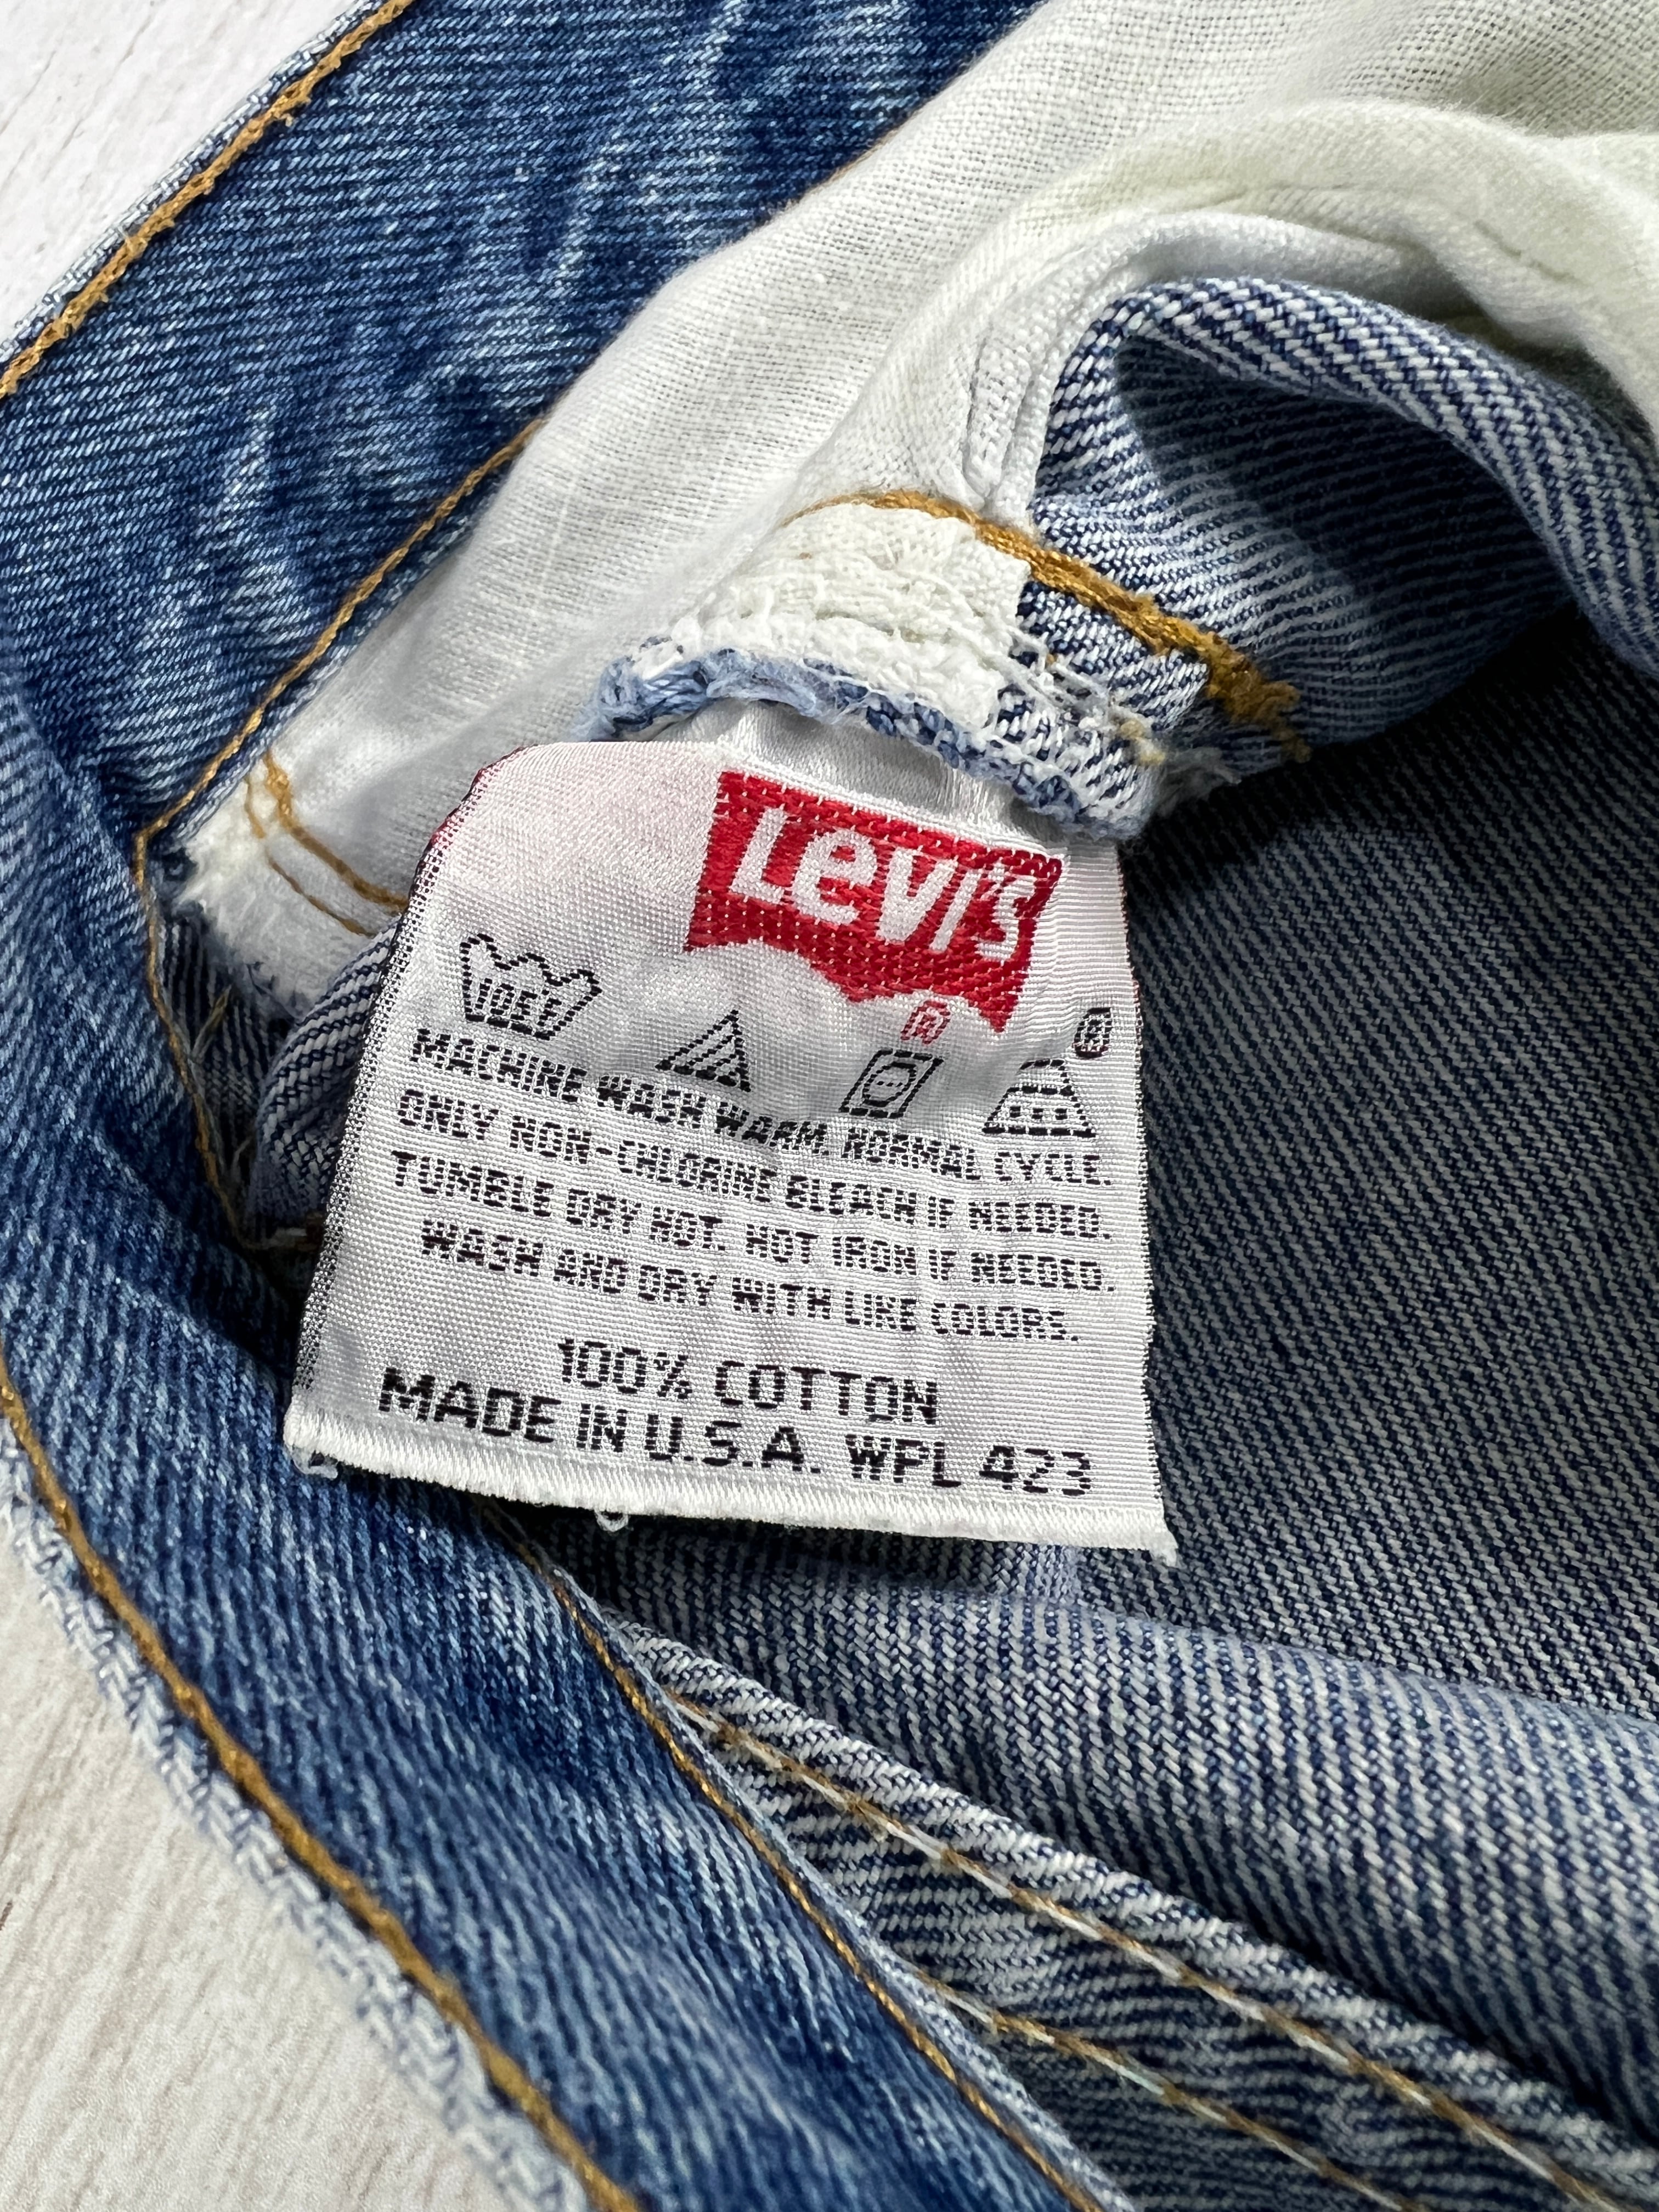 Levi's
®
105F
®
MACHINE WASH WARM. NORMAL CYCLE.
ONLY NON-CHLORINE BLEACH IF NEEDED.
TUMBLE DRY HOT. HOT IRON IF NEEDED.
WASH AND DRY WITH LIKE COLORS.
100% COTTON
MADE IN U.S.A. WPL 423